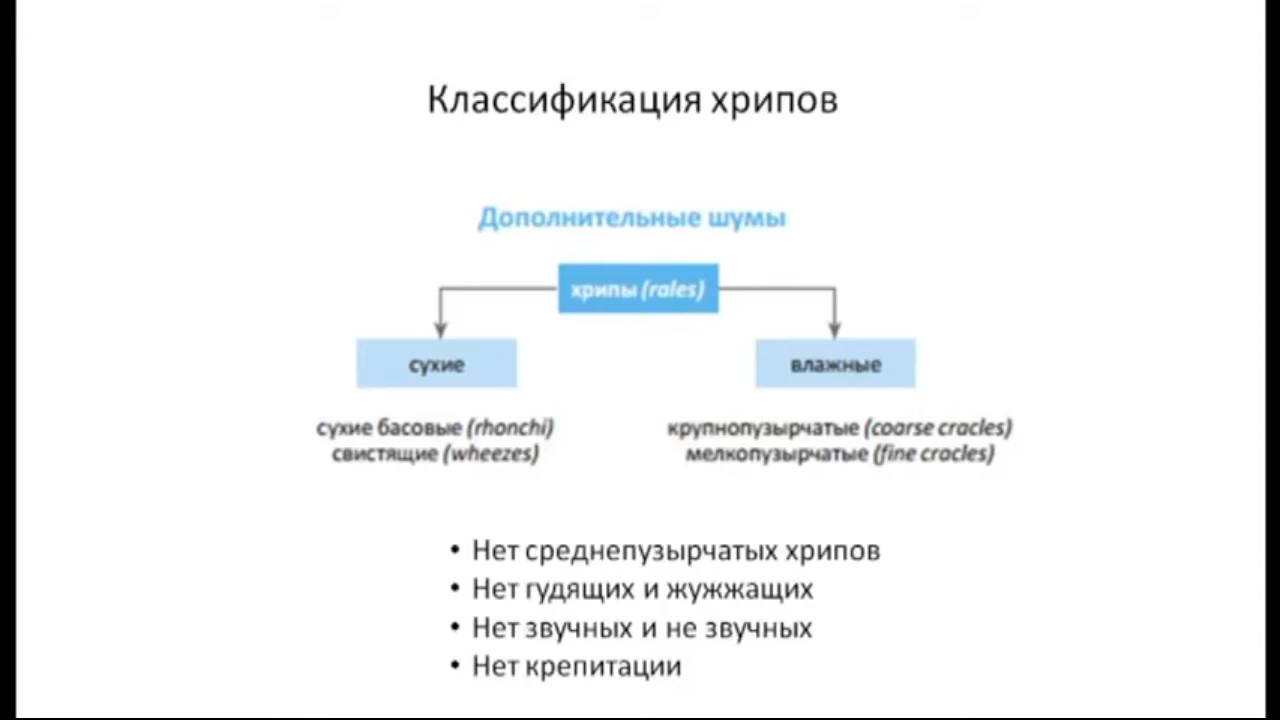 Классификация хрипов
Дополнительные шумы
хрипы (rales)
сухие
влажные
сухие басовые (rhonchi)
свистящие (wheezes)
крупнопузырчатые (coarse cracles)
мелкопузырчатые (fine cracles)
• Нет среднепузырчатых хрипов
• Нет гудящих и жужжащих
• Нет звучных и не звучных
• Нет крепитации